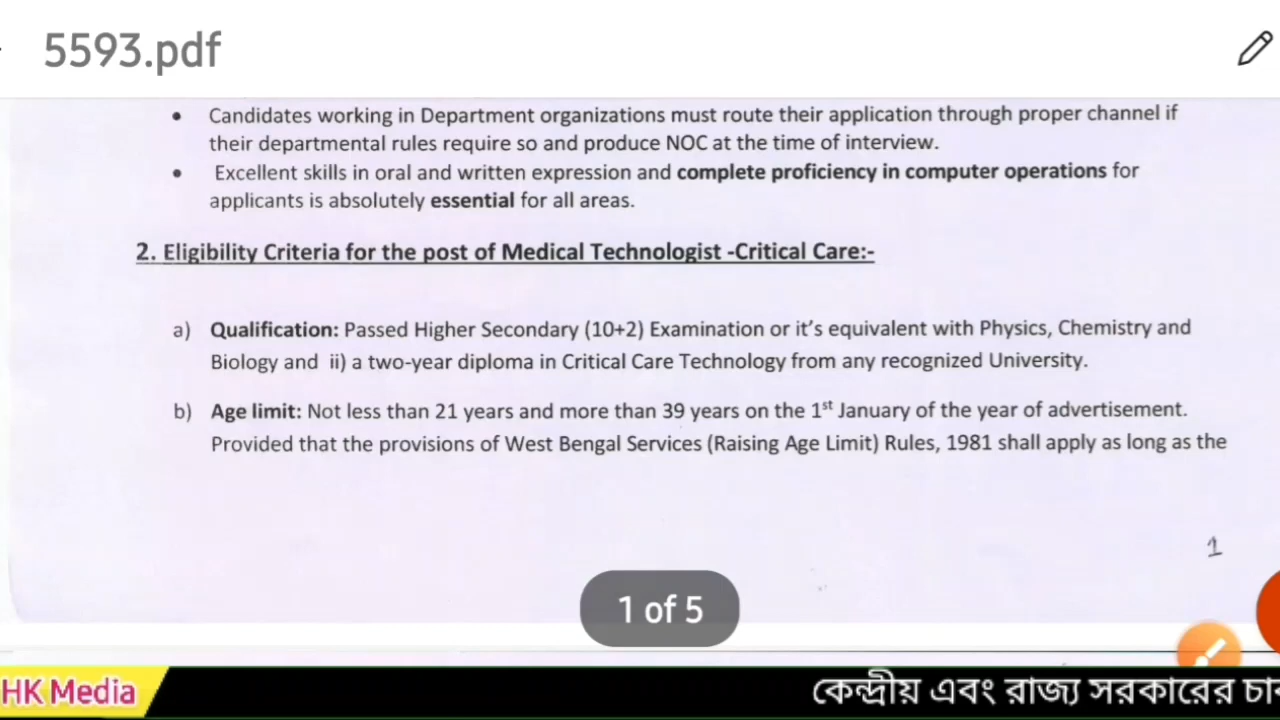 5593.pdf
• Candidates working in Department organizations must route their application through proper channel if
their departmental rules require so and produce NOC at the time of interview.
• Excellent skills in oral and written expression and complete proficiency in computer operations for
applicants is absolutely essential for all areas.
2. Eligibility Criteria for the post of Medical Technologist -Critical Care:-
a) Qualification: Passed Higher Secondary (10+2) Examination or it's equivalent with Physics, Chemistry and
Biology and ii) a two-year diploma in Critical Care Technology from any recognized University.
b) Age limit: Not less than 21 years and more than 39 years on the 1st January of the year of advertisement.
Provided that the provisions of West Bengal Services (Raising Age Limit) Rules, 1981 shall apply as long as the
1
1 of 5
HK Media
কেন্দ্রীয় এবং রাজ্য সরকারের